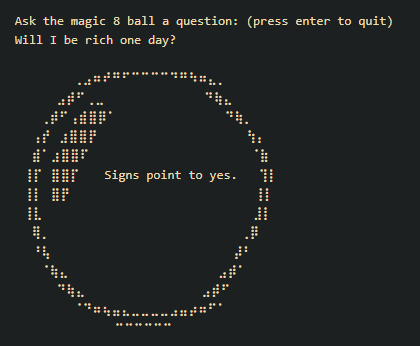 Ask the magic 8 ball a question: (press enter to quit)
Will I be rich one day?
Signs point to yes.